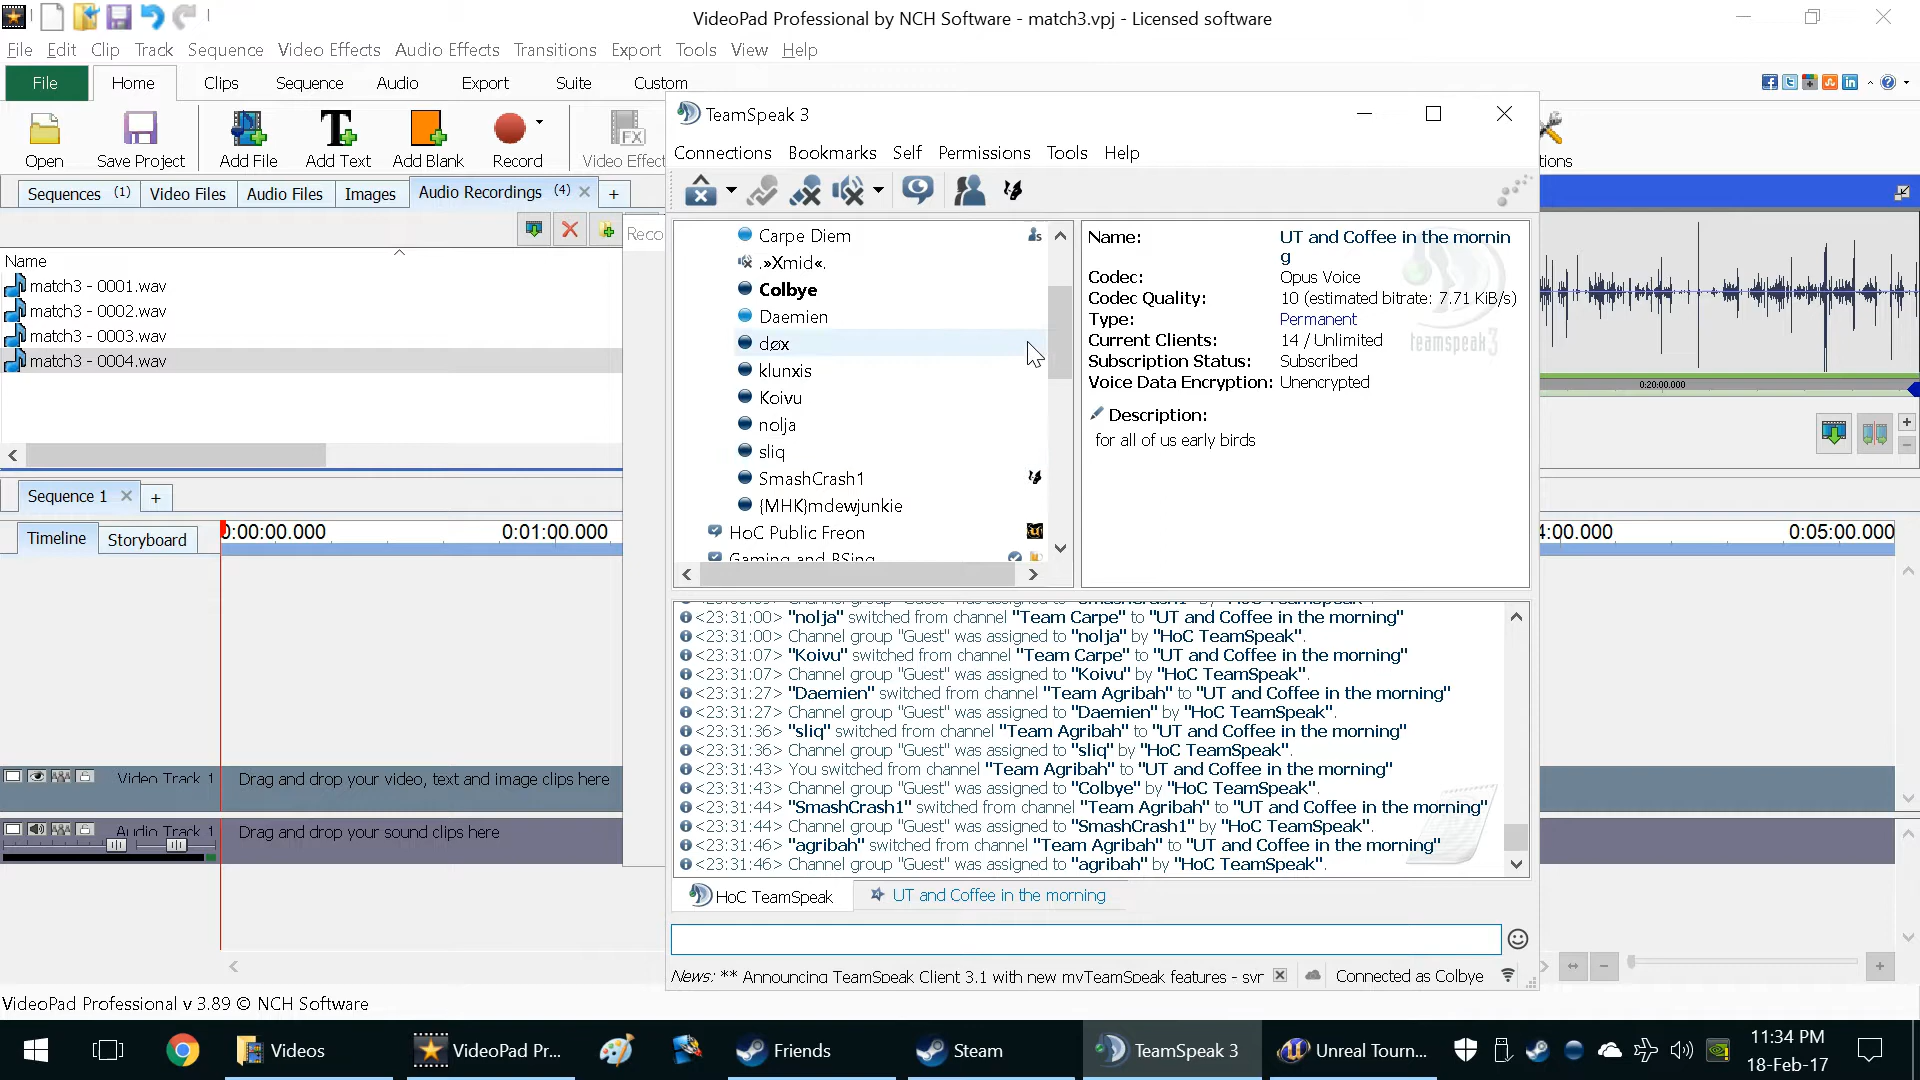 VideoPad Professional by NCH Software - match3.vpj - Licensed software
File Edit Clip Track Sequence Video Effects Audio Effects Transitions Export Tools View Help
File Home Clips Sequence Audio Export Suite Custom
Open Save Project Add File Add Text Add Blank Record Video Effect
tions
Sequences (1) Video Files Audio Files Images Audio Recordings (4)
Reco
Name
match3 - 0001.wav
match3 - 0002.wav
match3 - 0003.wav
match3 - 0004.wav
0:20:00.000
Sequence 1
Timeline Storyboard
0:00:00.000 0:01:00.000
4:00.000 0:05:00.000
Video Track 1 Drag and drop your video, text and image clips here
Audio Track 1 Drag and drop your sound clips here
VideoPad Professional v 3.89 © NCH Software
TeamSpeak 3
Connections Bookmarks Self Permissions Tools Help
Carpe Diem
.»Xmid«.
Colbye
Daemien
døx
klunxis
Koivu
nolja
sliq
SmashCrash1
{MHK}mdewjunkie
HoC Public Freon
Gaming and BSing
Name: UT and Coffee in the mornin
g
Codec: Opus Voice
Codec Quality: 10 (estimated bitrate: 7.71 KiB/s)
Type: Permanent
Current Clients: 14 / Unlimited
Subscription Status: Subscribed
Voice Data Encryption: Unencrypted
Description:
for all of us early birds
teamspeak3
<23:31:00> "nolja" switched from channel "Team Carpe" to "UT and Coffee in the morning"
<23:31:00> Channel group "Guest" was assigned to "nolja" by "HoC TeamSpeak".
<23:31:07> "Koivu" switched from channel "Team Carpe" to "UT and Coffee in the morning"
<23:31:07> Channel group "Guest" was assigned to "Koivu" by "HoC TeamSpeak".
<23:31:27> "Daemien" switched from channel "Team Agribah" to "UT and Coffee in the morning"
<23:31:27> Channel group "Guest" was assigned to "Daemien" by "HoC TeamSpeak".
<23:31:36> "sliq" switched from channel "Team Agribah" to "UT and Coffee in the morning"
<23:31:36> Channel group "Guest" was assigned to "sliq" by "HoC TeamSpeak".
<23:31:43> You switched from channel "Team Agribah" to "UT and Coffee in the morning"
<23:31:43> Channel group "Guest" was assigned to "Colbye" by "HoC TeamSpeak".
<23:31:44> "SmashCrash1" switched from channel "Team Agribah" to "UT and Coffee in the morning"
<23:31:44> Channel group "Guest" was assigned to "SmashCrash1" by "HoC TeamSpeak".
<23:31:46> "agribah" switched from channel "Team Agribah" to "UT and Coffee in the morning"
<23:31:46> Channel group "Guest" was assigned to "agribah" by "HoC TeamSpeak".
HoC TeamSpeak UT and Coffee in the morning
News: ** Announcing TeamSpeak Client 3.1 with new myTeamSpeak features - syr Connected as Colbye
Videos VideoPad Pr... Friends Steam TeamSpeak 3 Unreal Tourn...
11:34 PM
18-Feb-17